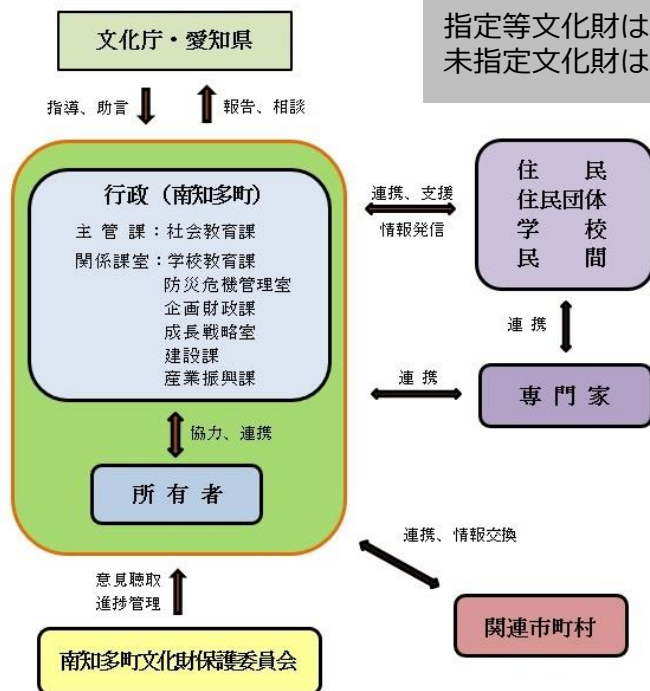 文化庁・愛知県
指定等文化財は
未指定文化財は
指導、助言
報告、相談
行政（南知多町）
主管課：社会教育課
関係課室：学校教育課
防災危機管理室
企画財政課
成長戦略室
建設課
産業振興課
協力、連携
所有者
連携、支援
情報発信
住民
住民団体
学校
民間
連携
連携
専門家
連携、情報交換
関連市町村
意見聴取
進捗管理
南知多町文化財保護委員会